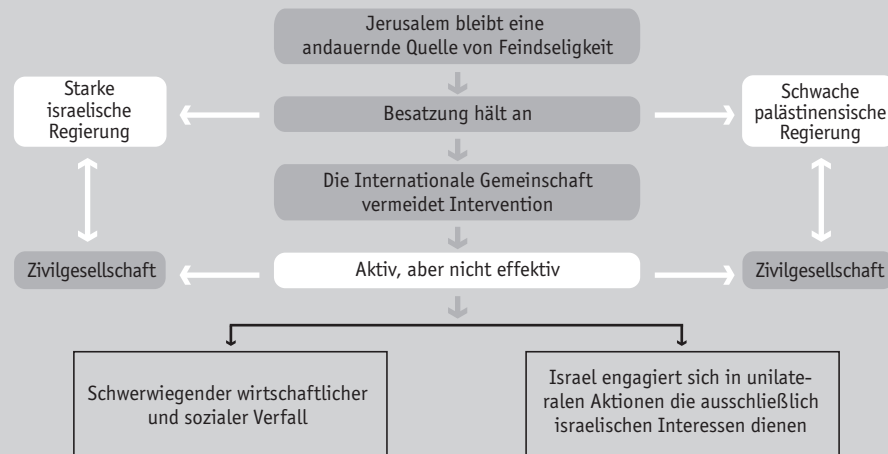 Jerusalem bleibt eine
andauernde Quelle von Feindseligkeit
Starke
israelische
Regierung
Besatzung hält an
Schwache
palästinensische
Regierung
Die Internationale Gemeinschaft
vermeidet Intervention
Zivilgesellschaft
Aktiv, aber nicht effektiv
Zivilgesellschaft
Schwerwiegender wirtschaftlicher
und sozialer Verfall
Israel engagiert sich in unilate-
ralen Aktionen die ausschließlich
israelischen Interessen dienen